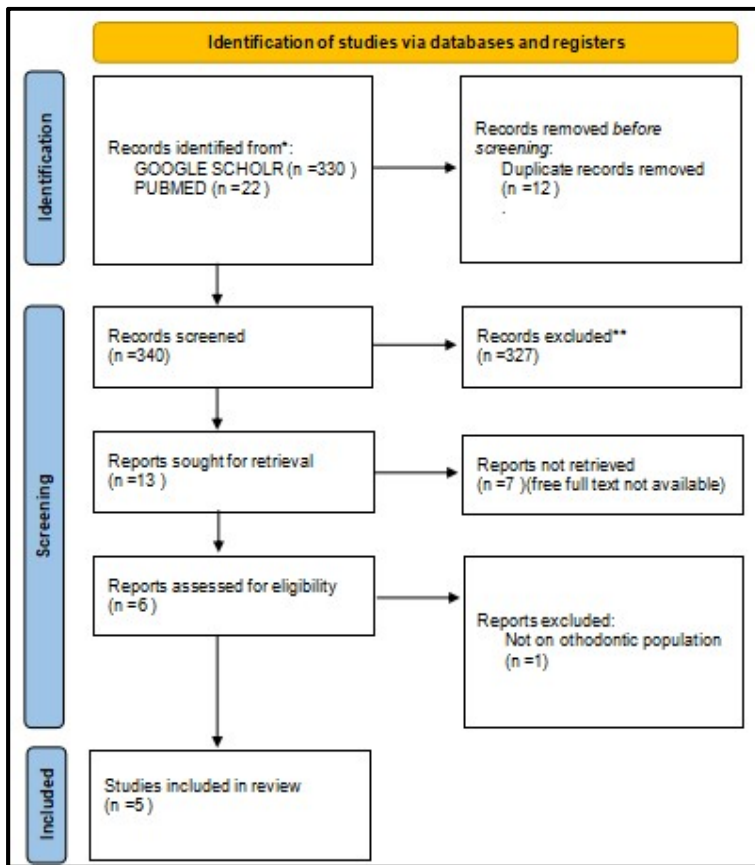 Identification of studies via databases and registers
Identification
Records identified from*:
GOOGLE SCHOLR (n =330 )
PUBMED (n =22 )
Records removed before
screening:
Duplicate records removed
(n =12 )
.
Screening
Records screened
(n =340)
Records excluded**
(n =327)
Reports sought for retrieval
(n =13 )
Reports not retrieved
(n =7 )(free full text not available)
Reports assessed for eligibility
(n =6 )
Reports excluded:
Not on othodontic population
(n =1)
Included
Studies included in review
(n =5 )